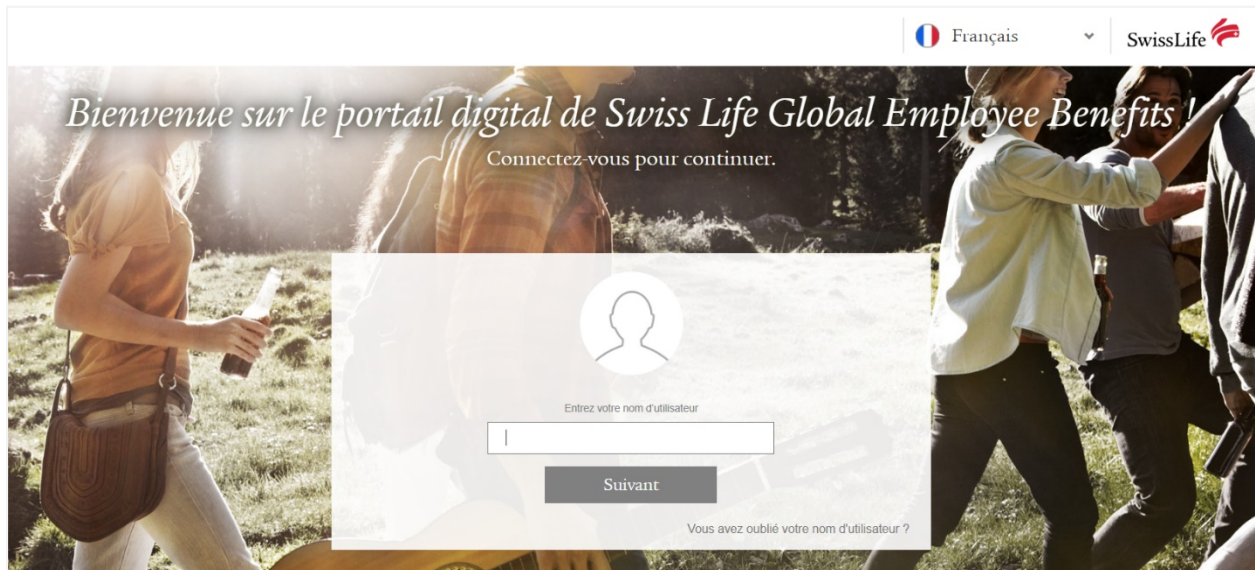 Français
SwissLife
Bienvenue sur le portail digital de Swiss Life Global Employee Benefits !
Connectez-vous pour continuer.
Entrez votre nom d'utilisateur
Suivant
Vous avez oublié votre nom d'utilisateur ?